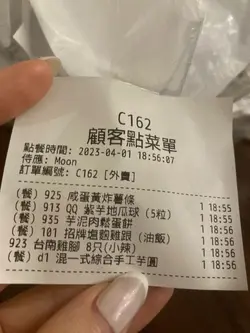 C162
顧客點菜單
點餐時間: 2023-04-01 18:56:07
侍應: Moon
訂單編號: C162 [外賣]
(餐) 925 咸蛋黃炸薯條 1 18:55
(餐) 913 QQ 紫芋地瓜球 (5粒) 1 18:55
(餐) 935 芋泥肉鬆蛋餅 1 18:55
(餐) 101 招牌塩焗雞跟 (油飯) 1 18:56
923 台南雞腳 8只(小辣) 1 18:56
(餐) d1 混一式綜合手工芋圓 1 18:56